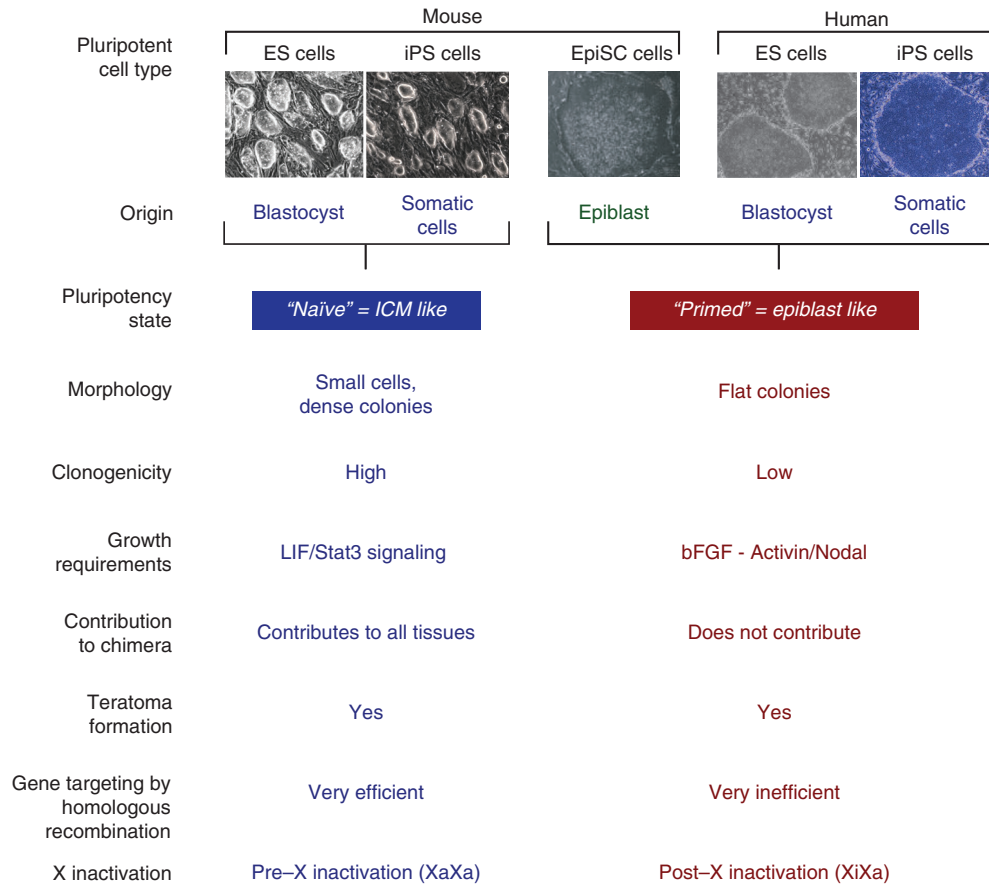 Mouse
Human
Pluripotent
cell type
ES cells
iPS cells
EpiSC cells
ES cells
iPS cells
Origin
Blastocyst
Somatic
cells
Epiblast
Blastocyst
Somatic
cells
Pluripotency
state
“Naïve” = ICM like
“Primed” = epiblast like
Morphology
Small cells,
dense colonies
Flat colonies
Clonogenicity
High
Low
Growth
requirements
LIF/Stat3 signaling
bFGF - Activin/Nodal
Contribution
to chimera
Contributes to all tissues
Does not contribute
Teratoma
formation
Yes
Yes
Gene targeting by
homologous
recombination
Very efficient
Very inefficient
X inactivation
Pre–X inactivation (XaXa)
Post–X inactivation (XiXa)